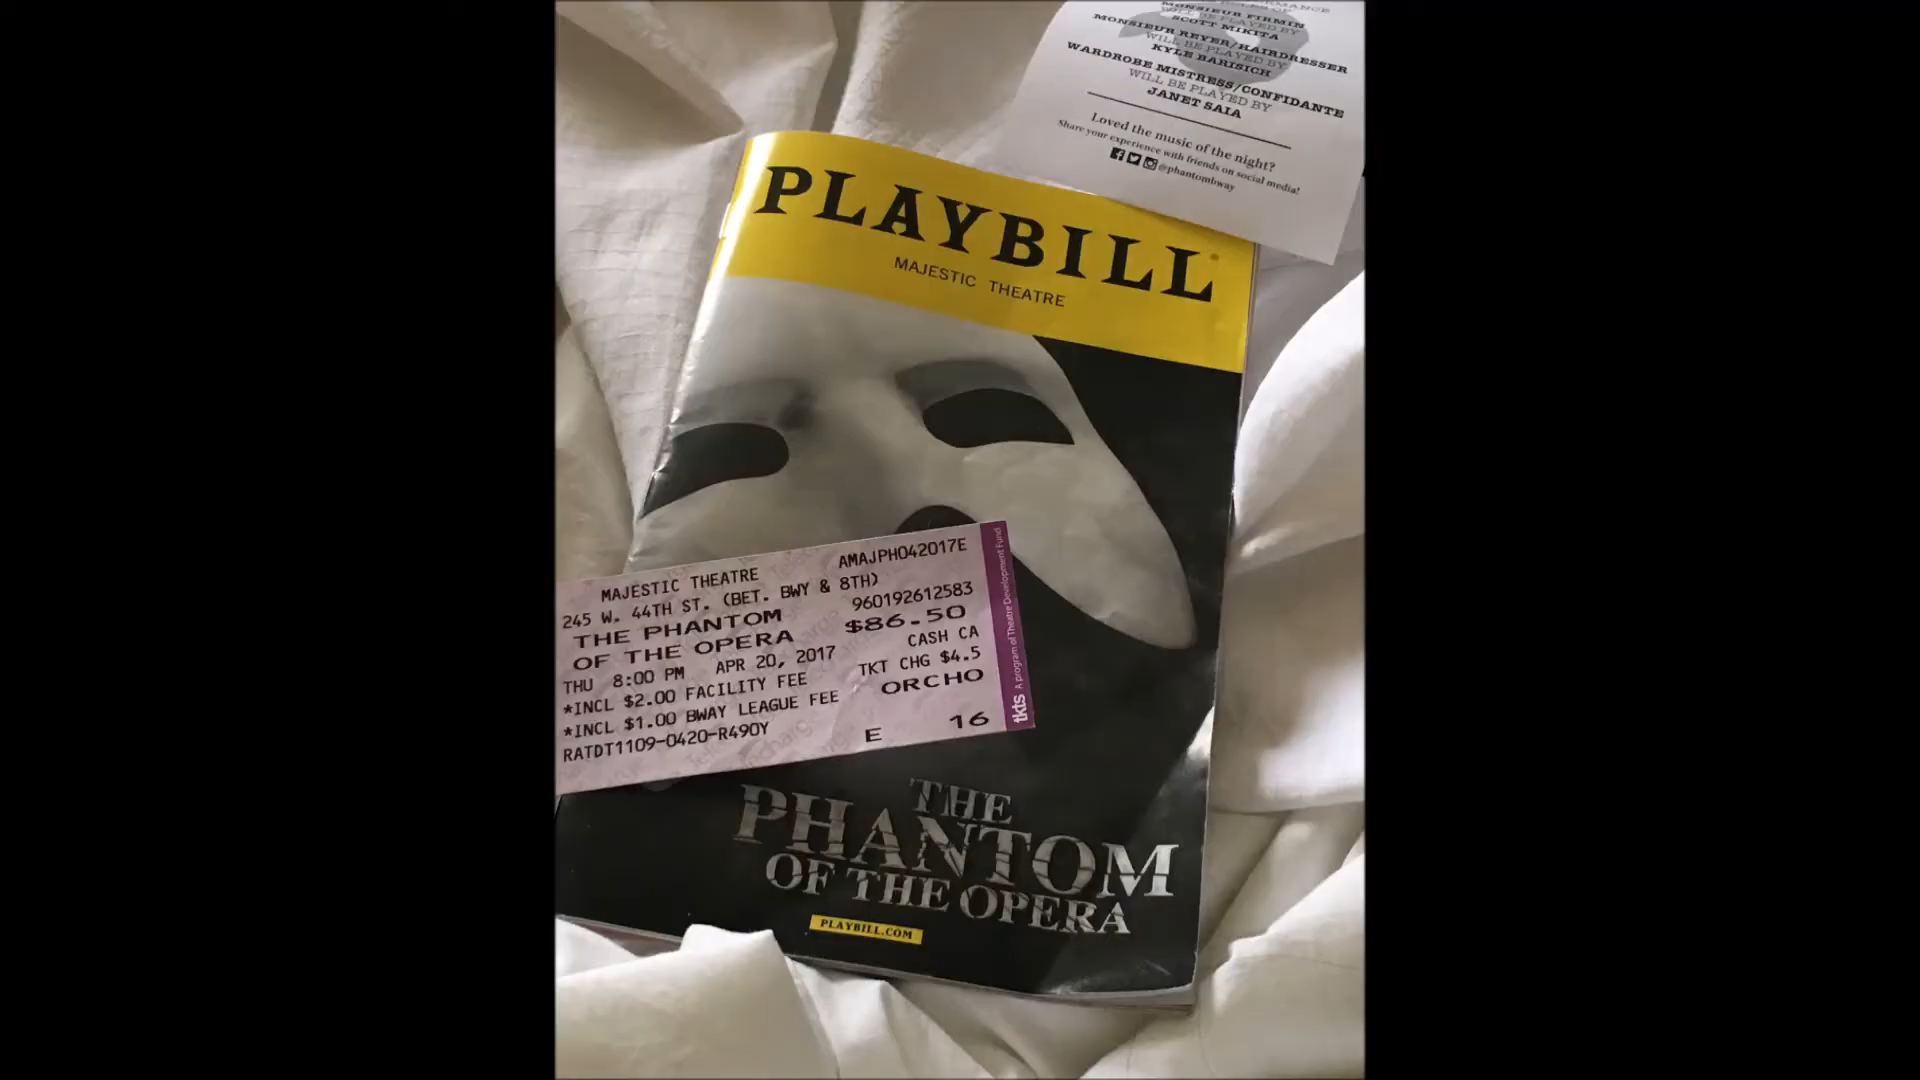 MONSIEUR FIRMIN
WILL BE PLAYED BY
SCOTT MIKITA
MONSIEUR REYER/HAIRDRESSER
WILL BE PLAYED BY
KYLE BARISICH
WARDROBE MISTRESS/CONFIDANTE
WILL BE PLAYED BY
JANET SAIA
Loved the music of the night?
Share your experience with friends on social media!
@phantombway
PLAYBILL
MAJESTIC THEATRE
MAJESTIC THEATRE AMAJPH042017E
245 W. 44TH ST. (BET. BWY & 8TH)
THE PHANTOM 960192612583
OF THE OPERA $86.50
THU 8:00 PM APR 20, 2017 CASH CA
*INCL $2.00 FACILITY FEE TKT CHG $4.5
*INCL $1.00 BWAY LEAGUE FEE ORCHO
RATDT1109-0420-R490Y E 16
tkts A program of Theatre Development Fund
THE
PHANTOM
OF THE OPERA
PLAYBILL.COM